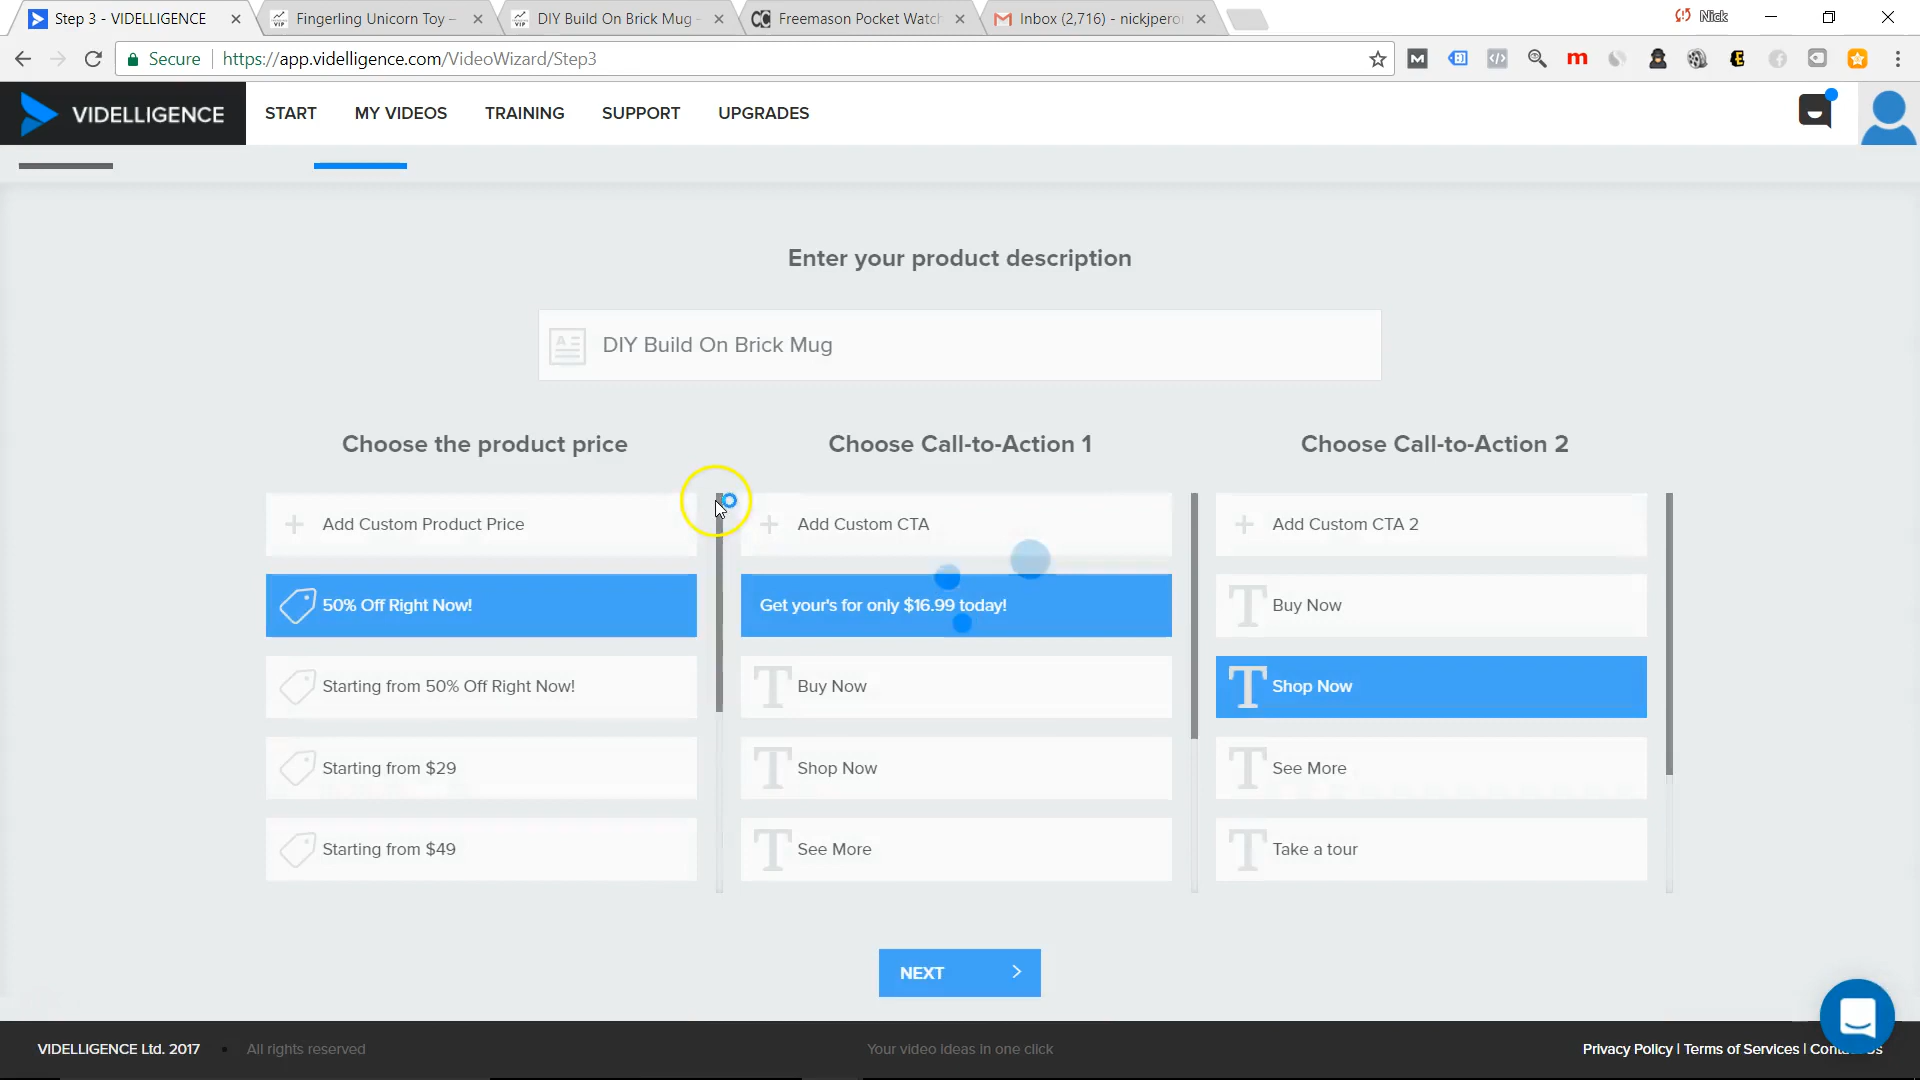 Step 3 - VIDELLIGENCE
Fingerling Unicorn Toy –
DIY Build On Brick Mug –
Freemason Pocket Watch
Inbox (2,716) - nickjperor
Nick
Secure
https://app.videlligence.com/VideoWizard/Step3
VIDELLIGENCE
START
MY VIDEOS
TRAINING
SUPPORT
UPGRADES
Enter your product description
DIY Build On Brick Mug
Choose the product price
Choose Call-to-Action 1
Choose Call-to-Action 2
Add Custom Product Price
Add Custom CTA
Add Custom CTA 2
50% Off Right Now!
Get your's for only $16.99 today!
Buy Now
Starting from 50% Off Right Now!
Buy Now
Shop Now
Starting from $29
Shop Now
See More
Starting from $49
See More
Take a tour
NEXT
VIDELLIGENCE Ltd. 2017
All rights reserved
Your video ideas in one click
Privacy Policy | Terms of Services |